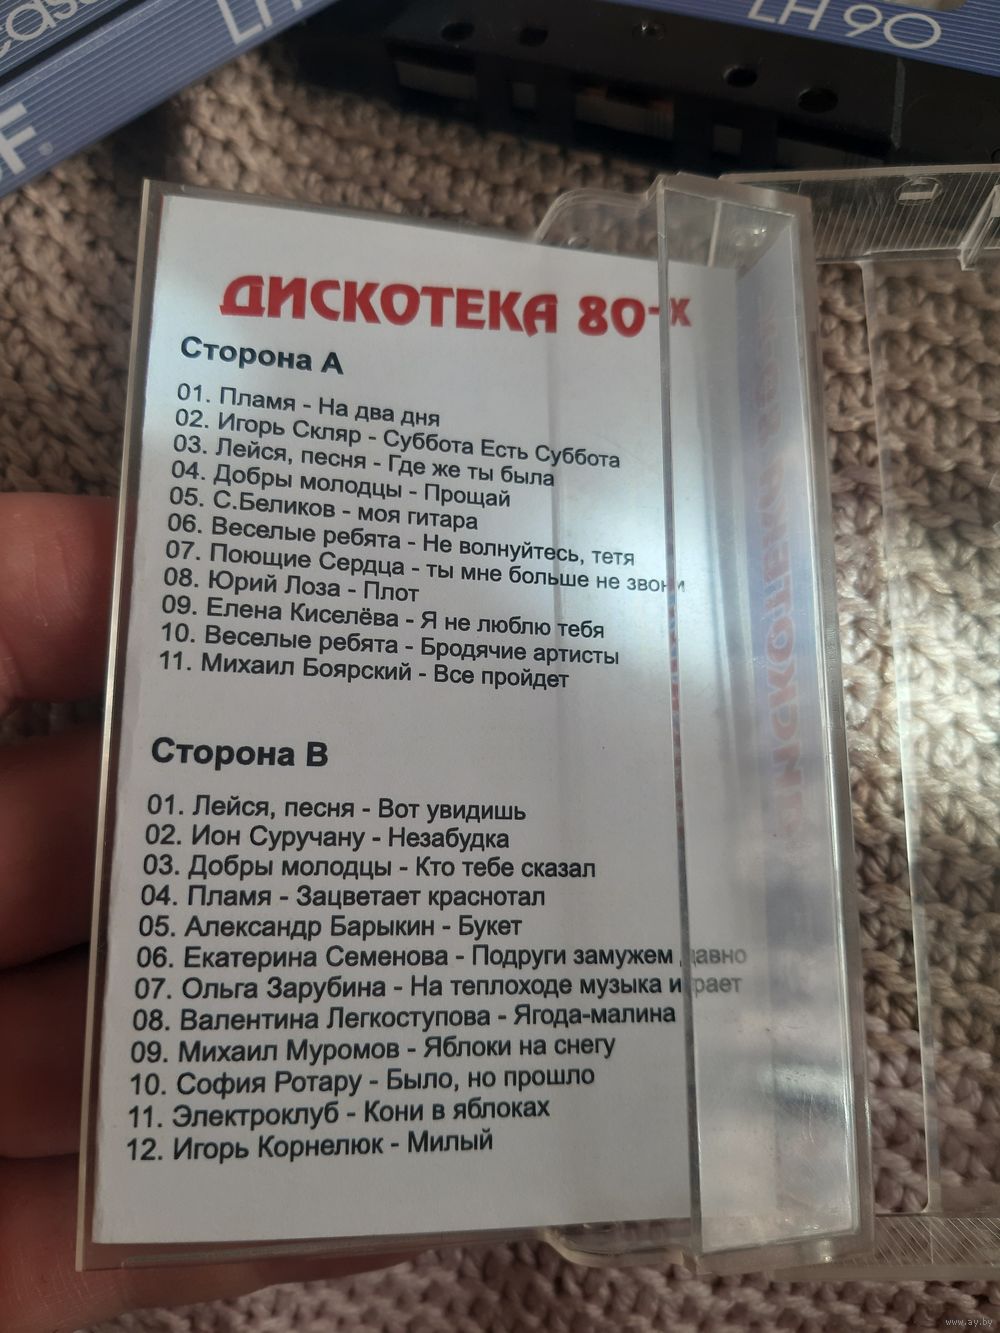 LH 90
ДИСКОТЕКА 80-х
Сторона А
01. Пламя - На два дня
02. Игорь Скляр - Суббота Есть Суббота
03. Лейся, песня - Где же ты была
04. Добры молодцы - Прощай
05. С.Беликов - моя гитара
06. Веселые ребята - Не волнуйтесь, тетя
07. Поющие Сердца - ты мне больше не звони
08. Юрий Лоза - Плот
09. Елена Киселёва - Я не люблю тебя
10. Веселые ребята - Бродячие артисты
11. Михаил Боярский - Все пройдет
Сторона В
01. Лейся, песня - Вот увидишь
02. Ион Суручану - Незабудка
03. Добры молодцы - Кто тебе сказал
04. Пламя - Зацветает краснотал
05. Александр Барыкин - Букет
06. Екатерина Семенова - Подруги замужем давно
07. Ольга Зарубина - На теплоходе музыка играет
08. Валентина Легкоступова - Ягода-малина
09. Михаил Муромов - Яблоки на снегу
10. София Ротару - Было, но прошло
11. Электроклуб - Кони в яблоках
12. Игорь Корнелюк - Милый
www.ay.by